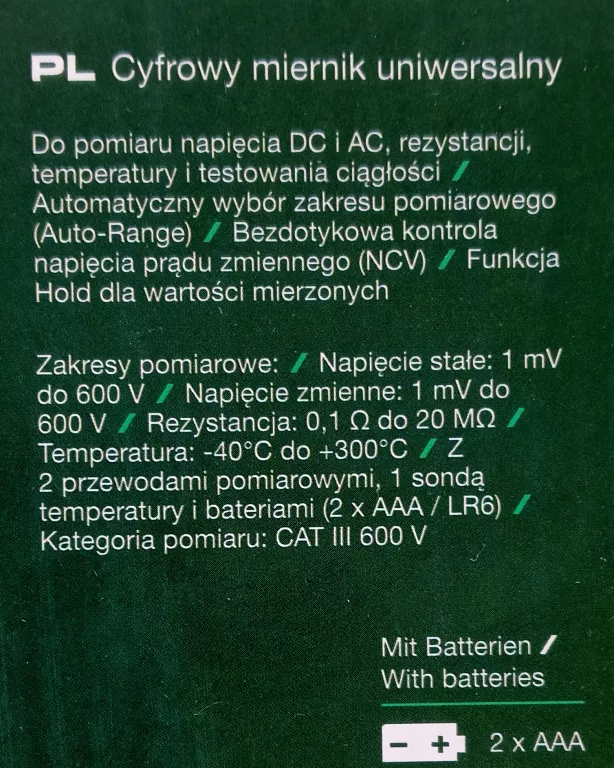 PL Cyfrowy miernik uniwersalny
Do pomiaru napięcia DC i AC, rezystancji,
temperatury i testowania ciągłości /
Automatyczny wybór zakresu pomiarowego
(Auto-Range) / Bezdotykowa kontrola
napięcia prądu zmiennego (NCV) / Funkcja
Hold dla wartości mierzonych
Zakresy pomiarowe: / Napięcie stałe: 1 mV
do 600 V / Napięcie zmienne: 1 mV do
600 V / Rezystancja: 0,1 Ω do 20 MΩ /
Temperatura: -40°C do +300°C / Z
2 przewodami pomiarowymi, 1 sondą
temperatury i bateriami (2 x AAA / LR6) /
Kategoria pomiaru: CAT III 600 V
Mit Batterien /
With batteries
- + 2 x AAA